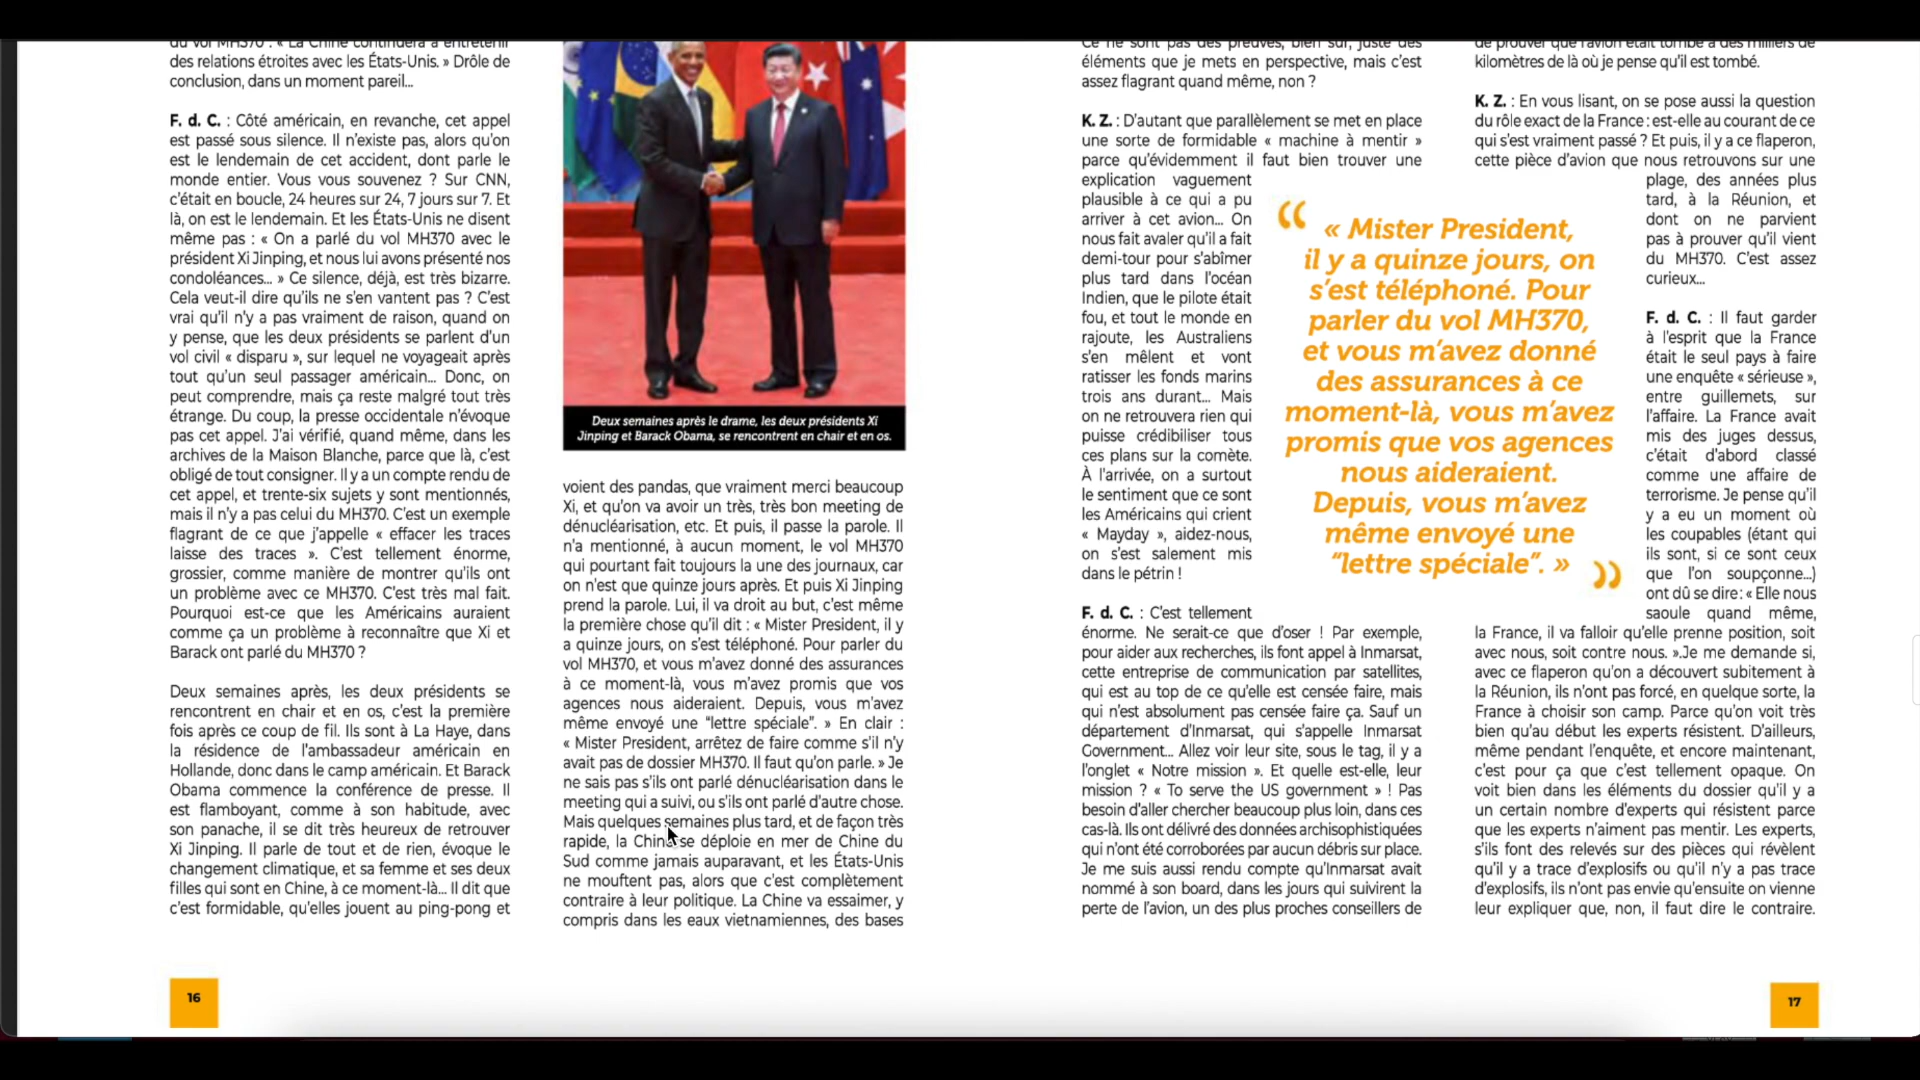 du vol MH370 : « La Chine continuera à entretenir
des relations étroites avec les États-Unis. » Drôle de
conclusion, dans un moment pareil...
F. d. C. : Côté américain, en revanche, cet appel
est passé sous silence. Il n'existe pas, alors qu'on
est le lendemain de cet accident, dont parle le
monde entier. Vous vous souvenez ? Sur CNN,
c'était en boucle, 24 heures sur 24, 7 jours sur 7. Et
là, on est le lendemain. Et les États-Unis ne disent
même pas : « On a parlé du vol MH370 avec le
président Xi Jinping, et nous lui avons présenté nos
condoléances... » Ce silence, déjà, est très bizarre.
Cela veut-il dire qu'ils ne s'en vantent pas ? C'est
vrai qu'il n'y a pas vraiment de raison, quand on
y pense, que les deux présidents se parlent d'un
vol civil « disparu », sur lequel ne voyageait après
tout qu'un seul passager américain... Donc, on
peut comprendre, mais ça reste malgré tout très
étrange. Du coup, la presse occidentale n'évoque
pas cet appel. J'ai vérifié, quand même, dans les
archives de la Maison Blanche, parce que là, c'est
obligé de tout consigner. Il y a un compte rendu de
cet appel, et trente-six sujets y sont mentionnés,
mais il n'y a pas celui du MH370. C'est un exemple
flagrant de ce que j'appelle « effacer les traces
laisse des traces ». C'est tellement énorme,
grossier, comme manière de montrer qu'ils ont
un problème avec ce MH370. C'est très mal fait.
Pourquoi est-ce que les Américains auraient
comme ça un problème à reconnaître que Xi et
Barack ont parlé du MH370 ?
Deux semaines après, les deux présidents se
rencontrent en chair et en os, c'est la première
fois après ce coup de fil. Ils sont à La Haye, dans
la résidence de l'ambassadeur américain en
Hollande, donc dans le camp américain. Et Barack
Obama commence la conférence de presse. Il
est flamboyant, comme à son habitude, avec
son panache, il se dit très heureux de retrouver
Xi Jinping. Il parle de tout et de rien, évoque le
changement climatique, et sa femme et ses deux
filles qui sont en Chine, à ce moment-là... Il dit que
c'est formidable, qu'elles jouent au ping-pong et
Deux semaines après le drame, les deux présidents Xi
Jinping et Barack Obama, se rencontrent en chair et en os.
voient des pandas, que vraiment merci beaucoup
Xi, et qu'on va avoir un très, très bon meeting de
dénucléarisation, etc. Et puis, il passe la parole. Il
n'a mentionné, à aucun moment, le vol MH370
qui pourtant fait toujours la une des journaux, car
on n'est que quinze jours après. Et puis Xi Jinping
prend la parole. Lui, il va droit au but, c'est même
la première chose qu'il dit : « Mister President, il y
a quinze jours, on s'est téléphoné. Pour parler du
vol MH370, et vous m'avez donné des assurances
à ce moment-là, vous m'avez promis que vos
agences nous aideraient. Depuis, vous m'avez
même envoyé une “lettre spéciale”. » En clair :
« Mister President, arrêtez de faire comme s'il n'y
avait pas de dossier MH370. Il faut qu'on parle. » Je
ne sais pas s'ils ont parlé dénucléarisation dans le
meeting qui a suivi, ou s'ils ont parlé d'autre chose.
Mais quelques semaines plus tard, et de façon très
rapide, la Chine se déploie en mer de Chine du
Sud comme jamais auparavant, et les États-Unis
ne mouftent pas, alors que c'est complètement
contraire à leur politique. La Chine va essaimer, y
compris dans les eaux vietnamiennes, des bases
16
Ce ne sont pas des preuves, bien sûr, juste des
éléments que je mets en perspective, mais c'est
assez flagrant quand même, non ?
K. Z. : D'autant que parallèlement se met en place
une sorte de formidable « machine à mentir »
parce qu'évidemment il faut bien trouver une
explication vaguement
plausible à ce qui a pu
arriver à cet avion... On
nous fait avaler qu'il a fait
demi-tour pour s'abîmer
plus tard dans l'océan
Indien, que le pilote était
fou, et tout le monde en
rajoute, les Australiens
s'en mêlent et vont
ratisser les fonds marins
trois ans durant... Mais
on ne retrouvera rien qui
puisse crédibiliser tous
ces plans sur la comète.
À l'arrivée, on a surtout
le sentiment que ce sont
les Américains qui crient
« Mayday », aidez-nous,
on s'est salement mis
dans le pétrin !
F. d. C. : C'est tellement
énorme. Ne serait-ce que d'oser ! Par exemple,
pour aider aux recherches, ils font appel à Inmarsat,
cette entreprise de communication par satellites,
qui est au top de ce qu'elle est censée faire, mais
qui n'est absolument pas censée faire ça. Sauf un
département d'Inmarsat, qui s'appelle Inmarsat
Government... Allez voir leur site, sous le tag, il y a
l'onglet « Notre mission ». Et quelle est-elle, leur
mission ? « To serve the US government » ! Pas
besoin d'aller chercher beaucoup plus loin, dans ces
cas-là. Ils ont délivré des données archisophistiquées
qui n'ont été corroborées par aucun débris sur place.
Je me suis aussi rendu compte qu'Inmarsat avait
nommé à son board, dans les jours qui suivirent la
perte de l'avion, un des plus proches conseillers de
“ « Mister President,
il y a quinze jours, on
s'est téléphoné. Pour
parler du vol MH370,
et vous m'avez donné
des assurances à ce
moment-là, vous m'avez
promis que vos agences
nous aideraient.
Depuis, vous m'avez
même envoyé une
“lettre spéciale”. » ”
de prouver que l'avion était tombé à des milliers de
kilomètres de là où je pense qu'il est tombé.
K. Z. : En vous lisant, on se pose aussi la question
du rôle exact de la France : est-elle au courant de ce
qui s'est vraiment passé ? Et puis, il y a ce flaperon,
cette pièce d'avion que nous retrouvons sur une
plage, des années plus
tard, à la Réunion, et
dont on ne parvient
pas à prouver qu'il vient
du MH370. C'est assez
curieux...
F. d. C. : Il faut garder
à l'esprit que la France
était le seul pays à faire
une enquête « sérieuse »,
entre guillemets, sur
l'affaire. La France avait
mis des juges dessus,
c'était d'abord classé
comme une affaire de
terrorisme. Je pense qu'il
y a eu un moment où
les coupables (étant qui
ils sont, si ce sont ceux
que l'on soupçonne...)
ont dû se dire : « Elle nous
saoule quand même,
la France, il va falloir qu'elle prenne position, soit
avec nous, soit contre nous. ».Je me demande si,
avec ce flaperon qu'on a découvert subitement à
la Réunion, ils n'ont pas forcé, en quelque sorte, la
France à choisir son camp. Parce qu'on voit très
bien qu'au début les experts résistent. D'ailleurs,
même pendant l'enquête, et encore maintenant,
c'est pour ça que c'est tellement opaque. On
voit bien dans les éléments du dossier qu'il y a
un certain nombre d'experts qui résistent parce
que les experts n'aiment pas mentir. Les experts,
s'ils font des relevés sur des pièces qui révèlent
qu'il y a trace d'explosifs ou qu'il n'y a pas trace
d'explosifs, ils n'ont pas envie qu'ensuite on vienne
leur expliquer que, non, il faut dire le contraire.
17